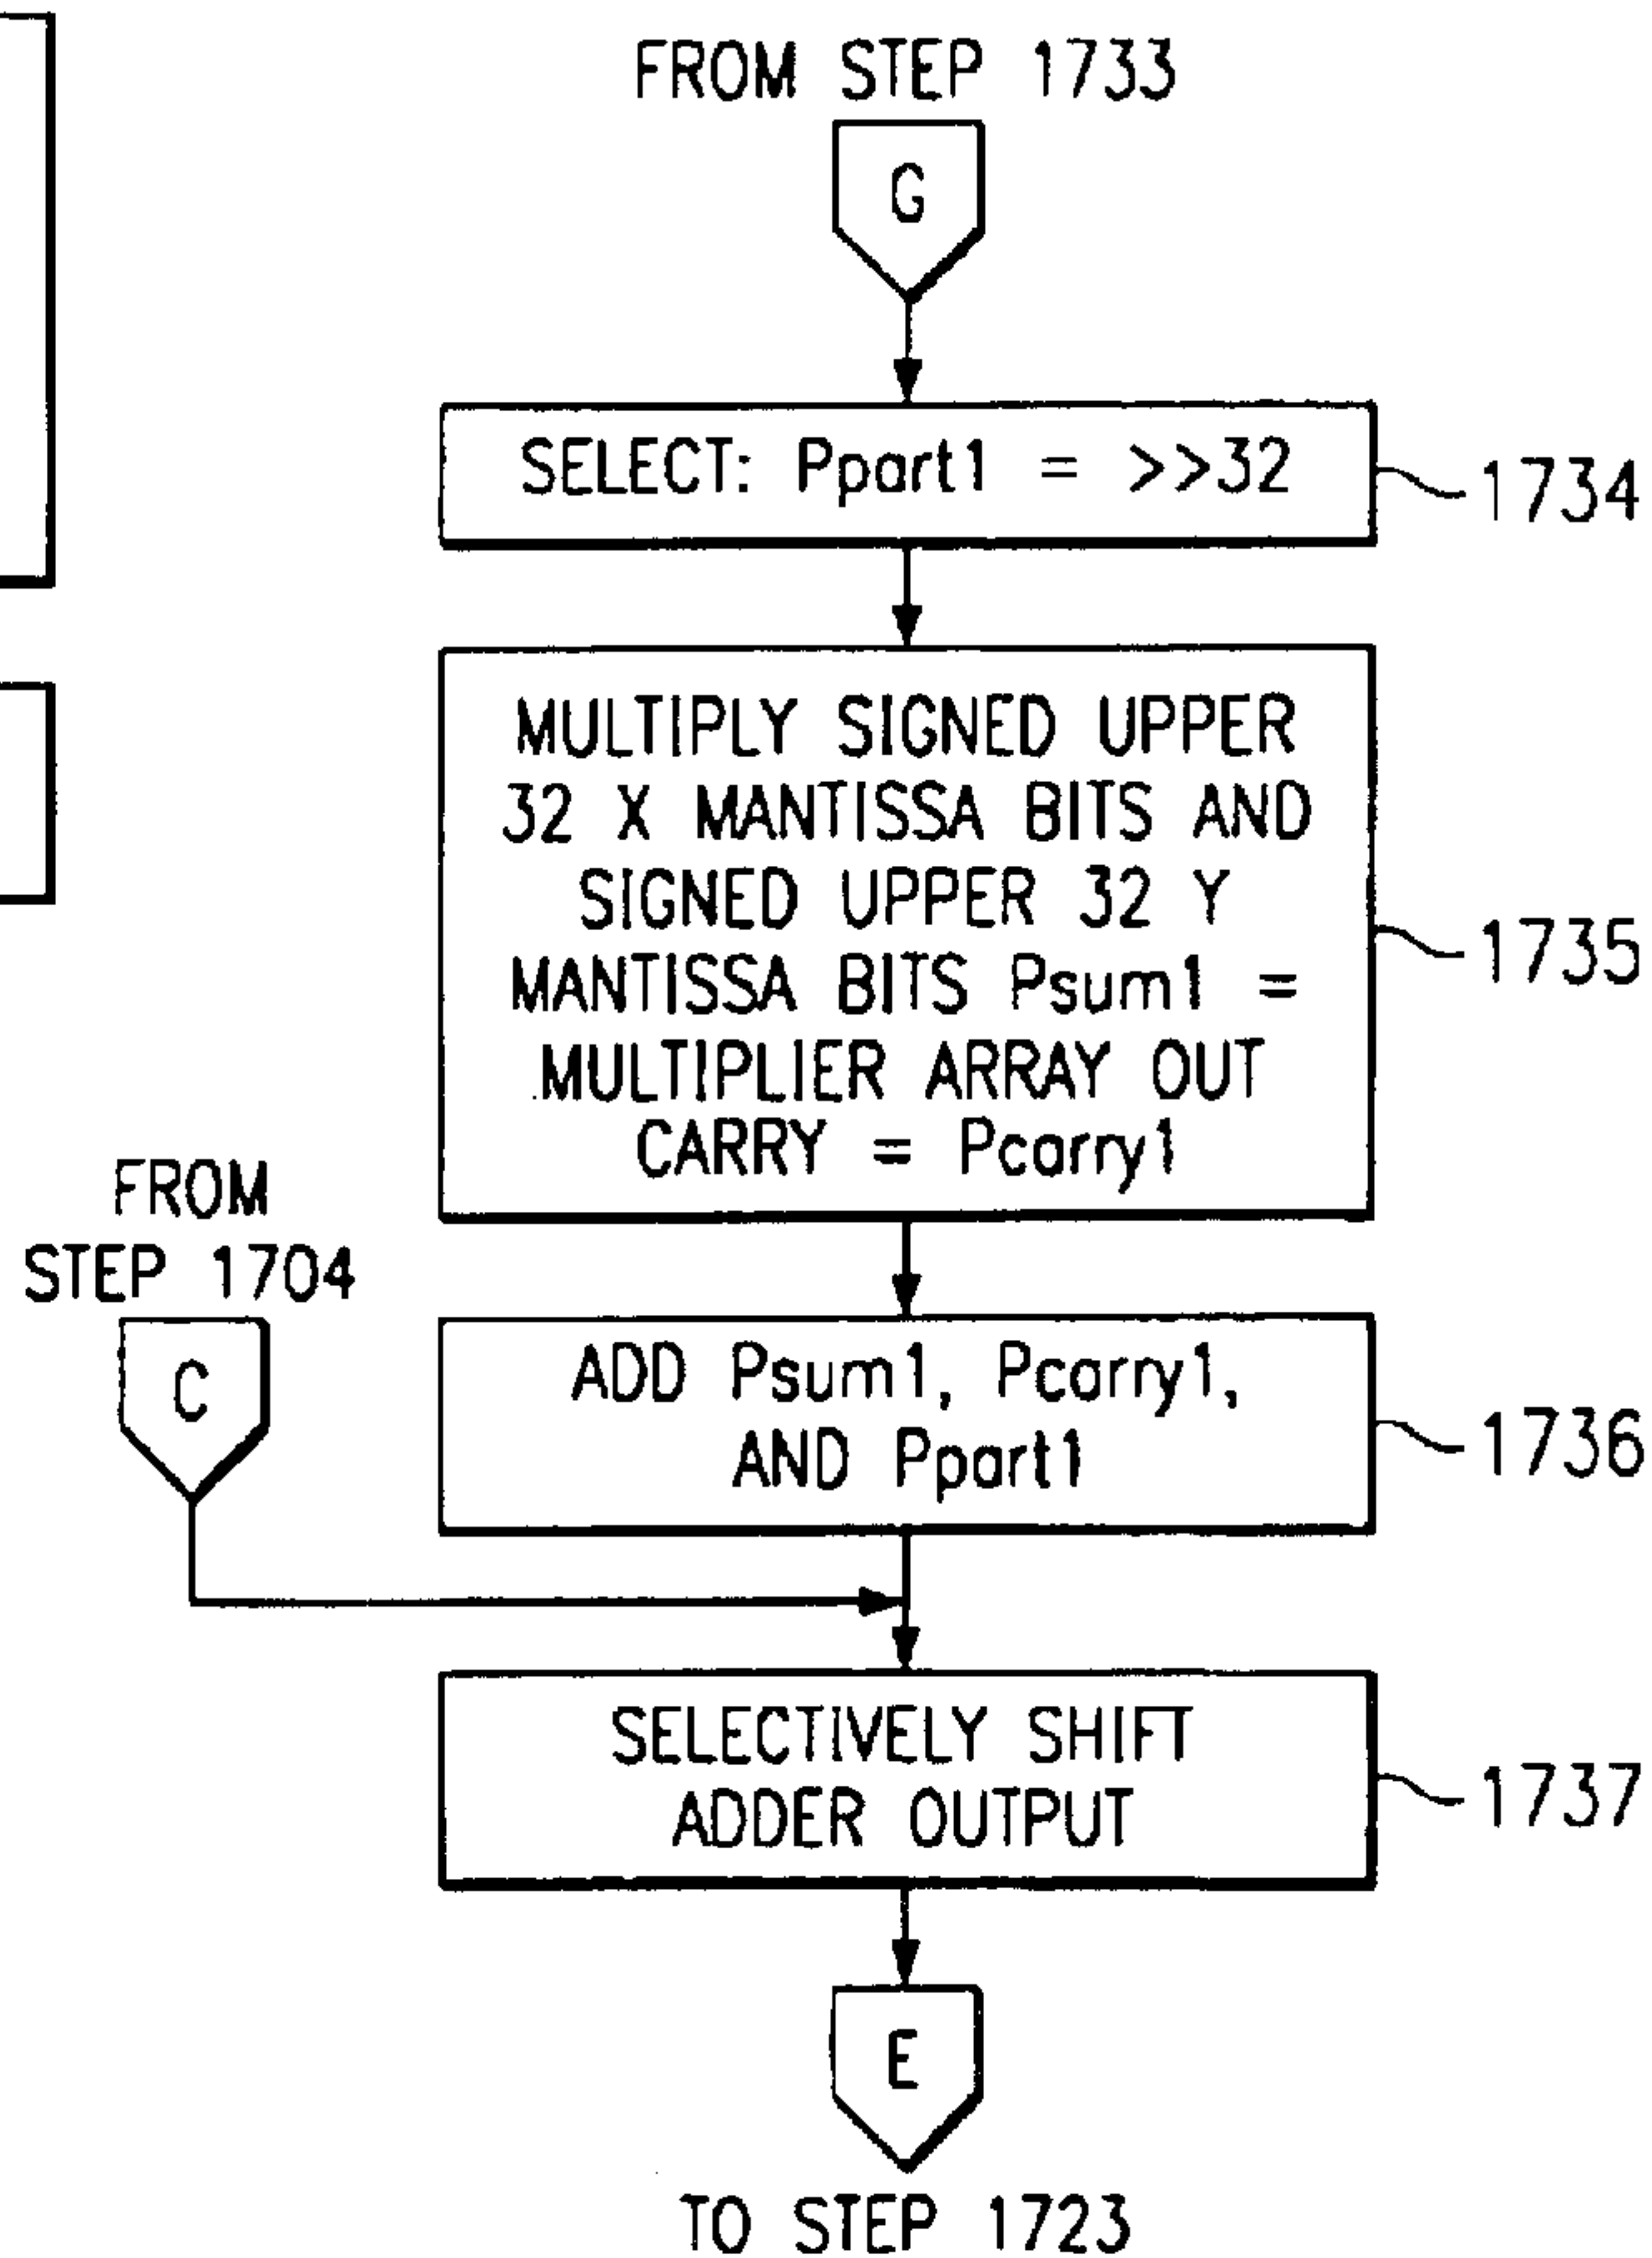 FROM STEP 1733
G
SELECT: Ppart1 = >>32
1734
MULTIPLY SIGNED UPPER
32 X MANTISSA BITS AND
SIGNED UPPER 32 Y
MANTISSA BITS Psum1 =
MULTIPLIER ARRAY OUT
CARRY = Pcarry1
1735
FROM
STEP 1704
C
ADD Psum1, Pcarry1,
AND Ppart1
1736
SELECTIVELY SHIFT
ADDER OUTPUT
1737
E
TO STEP 1723